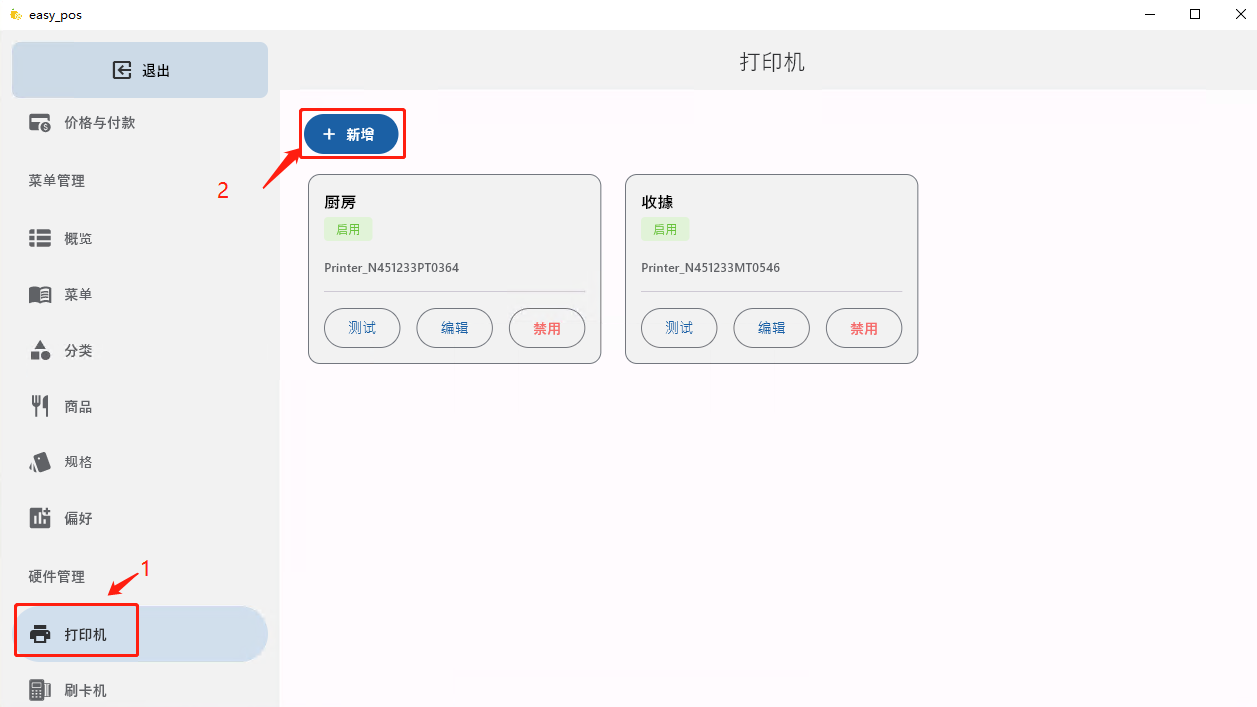 easy_pos
退出
打印机
价格与付款
菜单管理
概览
菜单
分类
商品
规格
偏好
硬件管理
1
打印机
刷卡机
新增
2
厨房
启用
Printer_N451233PT0364
测试
编辑
禁用
收據
启用
Printer_N451233MT0546
测试
编辑
禁用